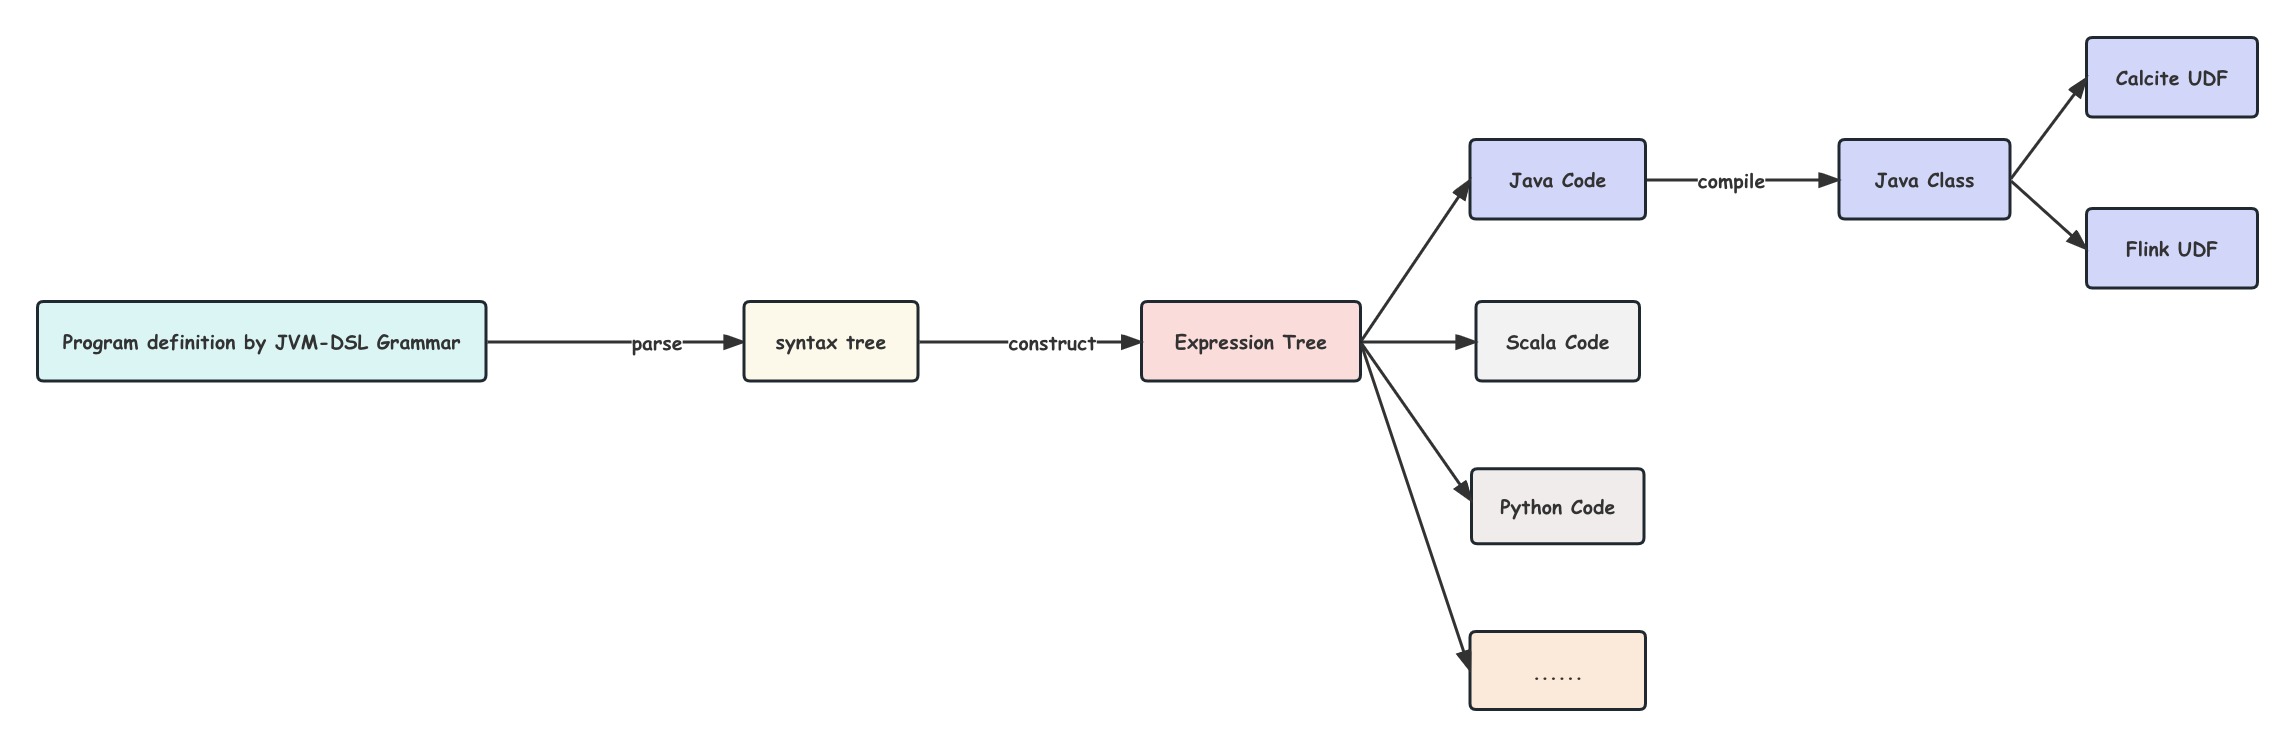 Program definition by JVM-DSL Grammar
parse
syntax tree
construct
Expression Tree
Java Code
compile
Java Class
Calcite UDF
Flink UDF
Scala Code
Python Code
......